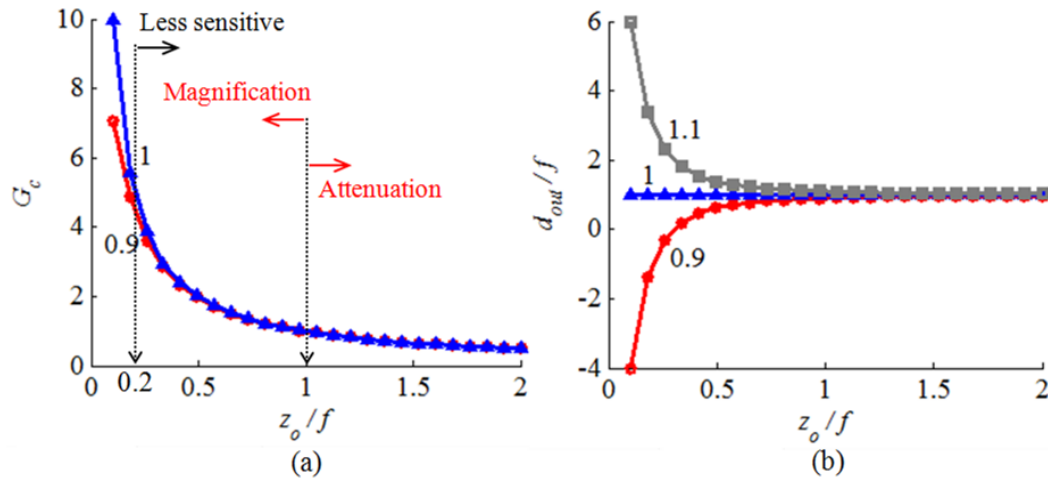 10
8
6
4
2
0
G_c
Less sensitive
Magnification
Attenuation
1
0.9
0 0.2 0.5 1 1.5 2
z_o/f
(a)
6
4
2
0
-2
-4
d_out/f
1.1
1
0.9
0 0.5 1 1.5 2
z_o/f
(b)